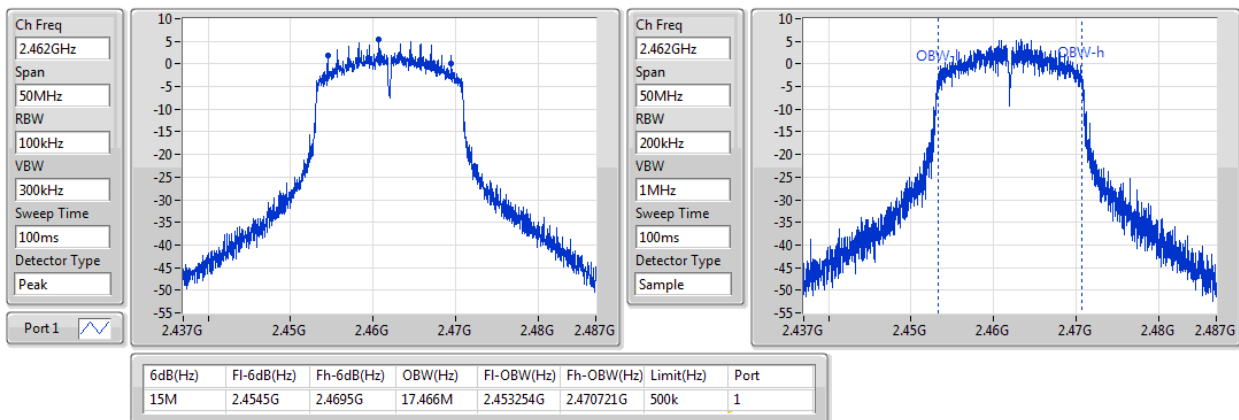 Ch Freq
2.462GHz
Span
50MHz
RBW
100kHz
VBW
300kHz
Sweep Time
100ms
Detector Type
Peak
Port 1
10
5
0
-5
-10
-15
-20
-25
-30
-35
-40
-45
-50
-55
2.437G 2.45G 2.46G 2.47G 2.48G 2.487G
Ch Freq
2.462GHz
Span
50MHz
RBW
200kHz
VBW
1MHz
Sweep Time
100ms
Detector Type
Sample
10
5
0
-5
-10
-15
-20
-25
-30
-35
-40
-45
-50
-55
OBW-l OBW-h
2.437G 2.45G 2.46G 2.47G 2.48G 2.487G
6dB(Hz) Fl-6dB(Hz) Fh-6dB(Hz) OBW(Hz) Fl-OBW(Hz) Fh-OBW(Hz) Limit(Hz) Port
15M 2.4545G 2.4695G 17.466M 2.453254G 2.470721G 500k 1